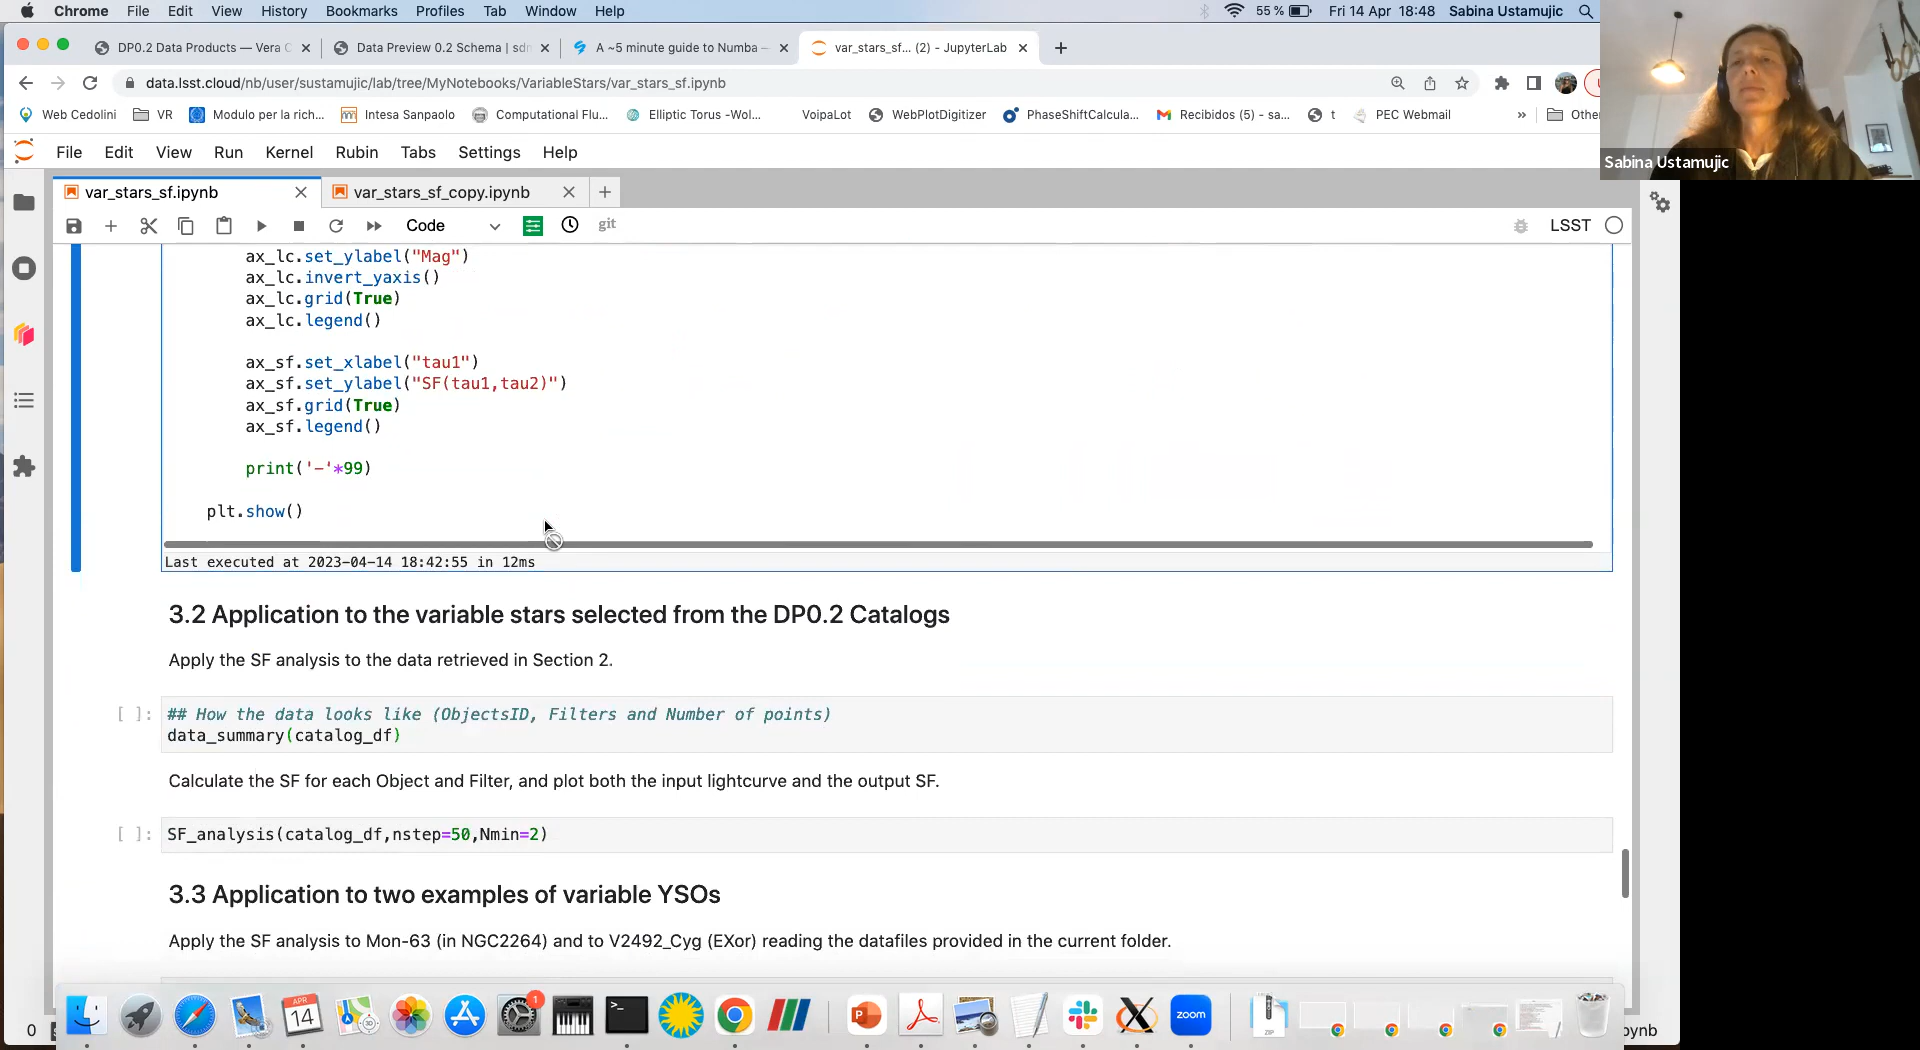 Chrome File Edit View History Bookmarks Profiles Tab Window Help 55 % Fri 14 Apr 18:48 Sabina Ustamujic
DP0.2 Data Products — Vera C Data Preview 0.2 Schema | sdm A ~5 minute guide to Numba — var_stars_sf... (2) - JupyterLab
data.lsst.cloud/nb/user/sustamujic/lab/tree/MyNotebooks/VariableStars/var_stars_sf.ipynb
Web Cedolini VR Modulo per la rich... Intesa Sanpaolo Computational Flu... Elliptic Torus -Wol... VoipaLot WebPlotDigitizer PhaseShiftCalcula... Recibidos (5) - sa... t PEC Webmail » Other
File Edit View Run Kernel Rubin Tabs Settings Help
Sabina Ustamujic
var_stars_sf.ipynb var_stars_sf_copy.ipynb
Code git LSST
ax_lc.set_ylabel("Mag")
ax_lc.invert_yaxis()
ax_lc.grid(True)
ax_lc.legend()
ax_sf.set_xlabel("tau1")
ax_sf.set_ylabel("SF(tau1,tau2)")
ax_sf.grid(True)
ax_sf.legend()
print('-'*99)
plt.show()
Last executed at 2023-04-14 18:42:55 in 12ms
3.2 Application to the variable stars selected from the DP0.2 Catalogs
Apply the SF analysis to the data retrieved in Section 2.
[ ]: ## How the data looks like (ObjectsID, Filters and Number of points)
data_summary(catalog_df)
Calculate the SF for each Object and Filter, and plot both the input lightcurve and the output SF.
[ ]: SF_analysis(catalog_df,nstep=50,Nmin=2)
3.3 Application to two examples of variable YSOs
Apply the SF analysis to Mon-63 (in NGC2264) and to V2492_Cyg (EXor) reading the datafiles provided in the current folder.
APR
14
3D
1
P
zoom
ZIP
0
ynb